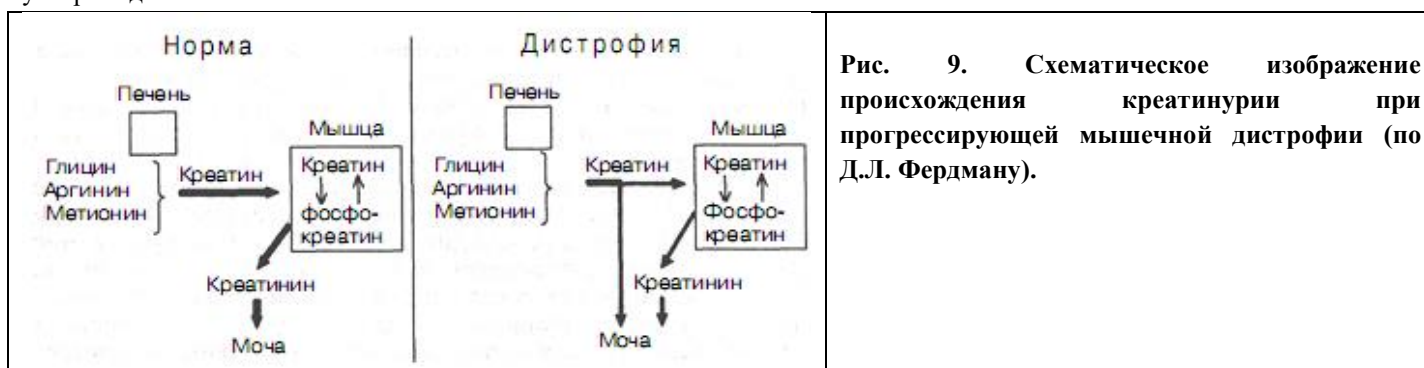 Норма
Дистрофия
Печень
Мышца
Глицин
Аргинин
Метионин
Креатин
Креатин
фосфо-
креатин
Креатинин
Моча
Печень
Мышца
Глицин
Аргинин
Метионин
Креатин
Креатин
Фосфо-
креатин
Креатинин
Моча
Рис. 9. Схематическое изображение
происхождения креатинурии при
прогрессирующей мышечной дистрофии (по
Д.Л. Фердману).